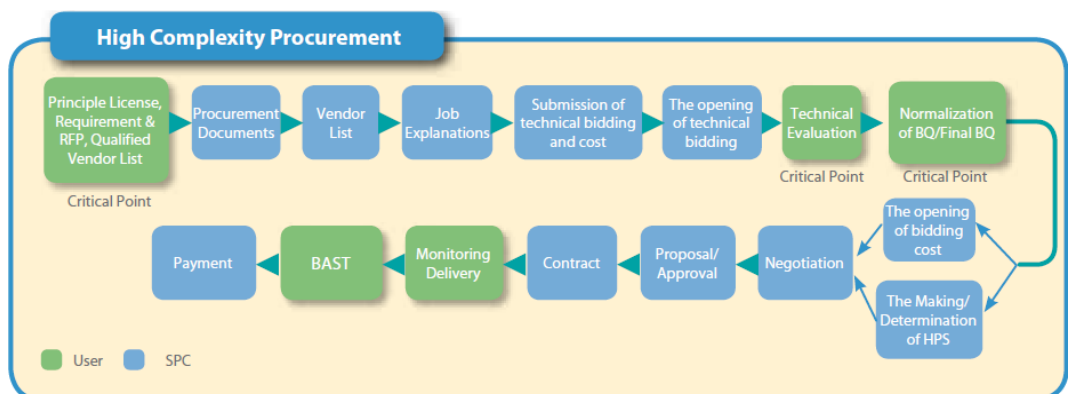 High Complexity Procurement
Principle License,
Requirement &
RFP, Qualified
Vendor List
Procurement
Documents
Vendor
List
Job
Explanations
Submission of
technical bidding
and cost
The opening
of technical
bidding
Technical
Evaluation
Normalization
of BQ/Final BQ
Critical Point
Critical Point
Critical Point
The opening
of bidding
cost
The Making/
Determination
of HPS
Negotiation
Proposal/
Approval
Contract
Monitoring
Delivery
BAST
Payment
User
SPC